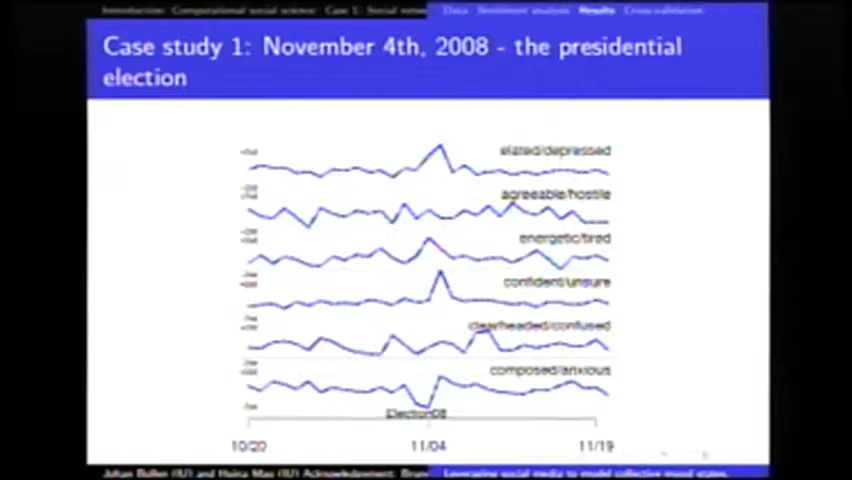 Introduction Computational social science Case 1: Social Data Sentiment analysis Results Cross-validation
Case study 1: November 4th, 2008 - the presidential
election
elated/depressed
agreeable/hostile
energetic/tired
confident/unsure
clearheaded/confused
composed/anxious
Election08
10/20 11/04 11/19
Johan Bollen (IU) and Huina Mao (IU) Acknowledgement: Leveraging social media to model collective mood states.